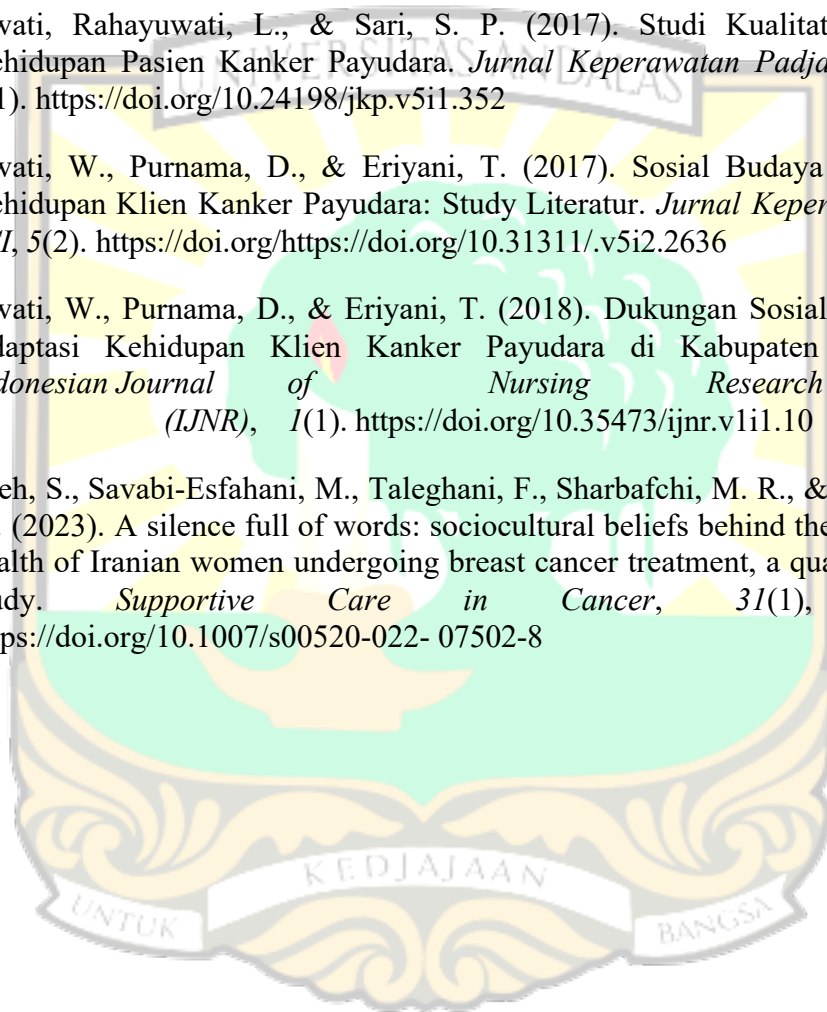 wati, Rahayuwati, L., & Sari, S. P. (2017). Studi Kualitat
ehidupan Pasien Kanker Payudara. Jurnal Keperawatan Padja
1). https://doi.org/10.24198/jkp.v5i1.352
wati, W., Purnama, D., & Eriyani, T. (2017). Sosial Budaya
ehidupan Klien Kanker Payudara: Study Literatur. Jurnal Keper
I, 5(2). https://doi.org/https://doi.org/10.31311/.v5i2.2636
wati, W., Purnama, D., & Eriyani, T. (2018). Dukungan Sosial
daptasi Kehidupan Klien Kanker Payudara di Kabupaten
donesian Journal of Nursing Research
(IJNR), 1(1). https://doi.org/10.35473/ijnr.v1i1.10
eh, S., Savabi-Esfahani, M., Taleghani, F., Sharbafchi, M. R., &
. (2023). A silence full of words: sociocultural beliefs behind the
alth of Iranian women undergoing breast cancer treatment, a qua
udy. Supportive Care in Cancer, 31(1),
ps://doi.org/10.1007/s00520-022- 07502-8
UNIVERSITAS ANDALAS
KEDJAJAAN
UNTUK
BANGSA